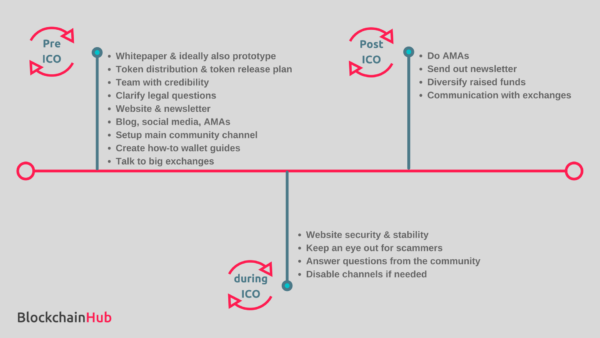 Pre
ICO
• Whitepaper & ideally also prototype
• Token distribution & token release plan
• Team with credibility
• Clarify legal questions
• Website & newsletter
• Blog, social media, AMAs
• Setup main community channel
• Create how-to wallet guides
• Talk to big exchanges
Post
ICO
• Do AMAs
• Send out newsletter
• Diversify raised funds
• Communication with exchanges
during
ICO
• Website security & stability
• Keep an eye out for scammers
• Answer questions from the community
• Disable channels if needed
BlockchainHub